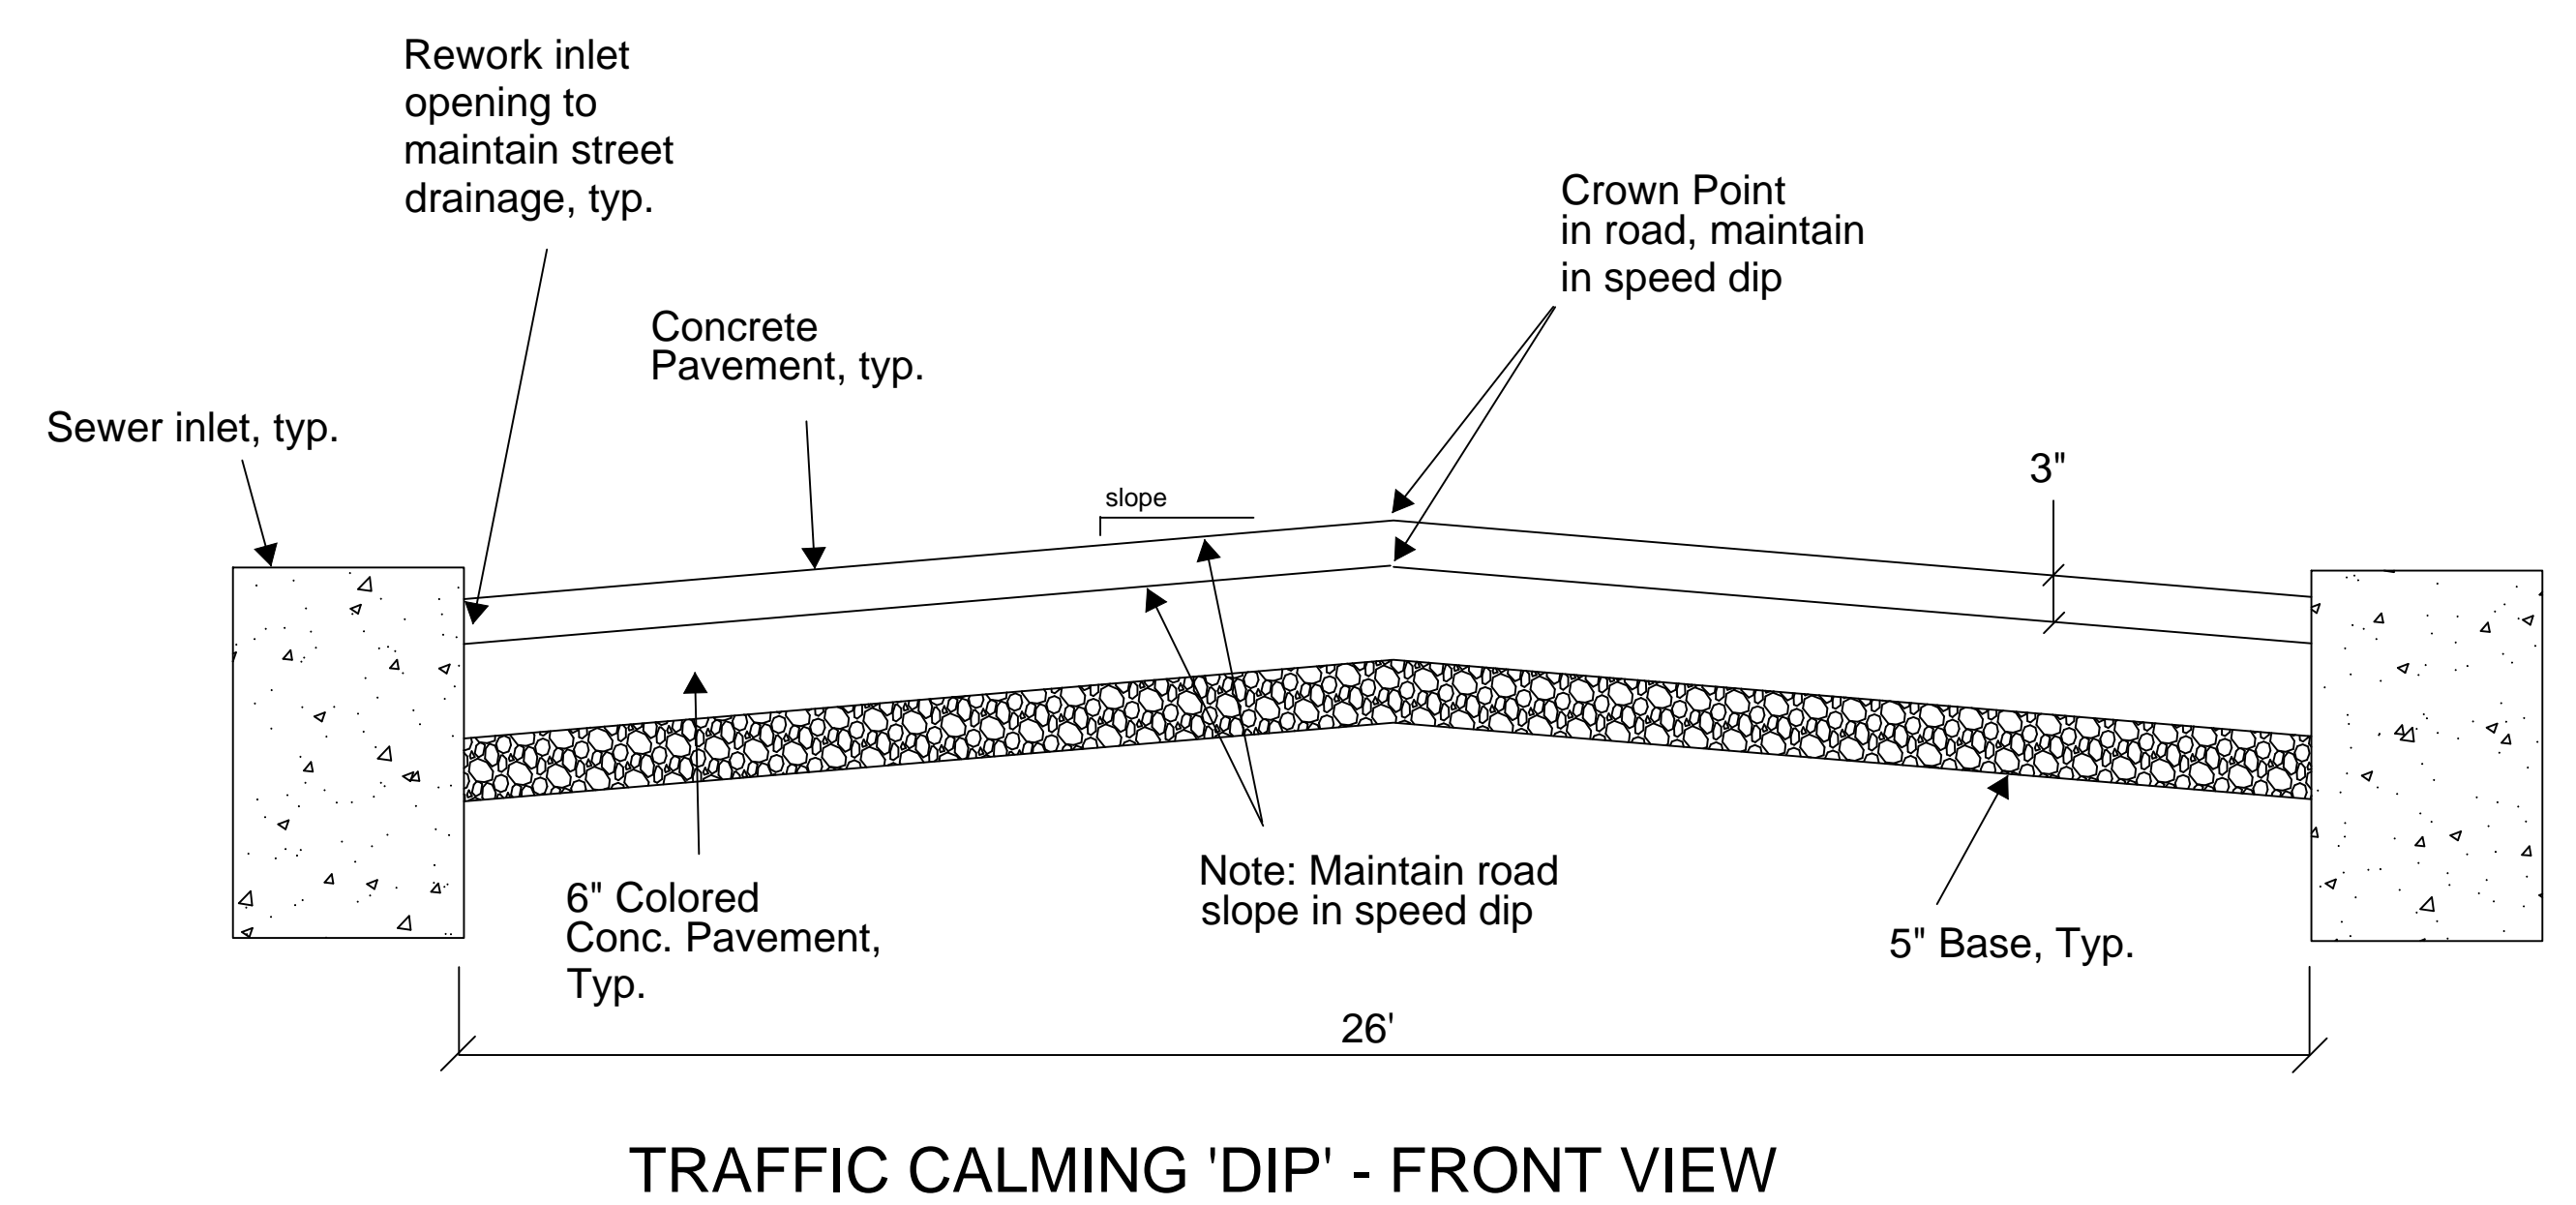 Rework inlet
opening to
maintain street
drainage, typ.
Crown Point
in road, maintain
in speed dip
Concrete
Pavement, typ.
Sewer inlet, typ.
3"
slope
6" Colored
Conc. Pavement,
Typ.
Note: Maintain road
slope in speed dip
5" Base, Typ.
26'
TRAFFIC CALMING 'DIP' - FRONT VIEW